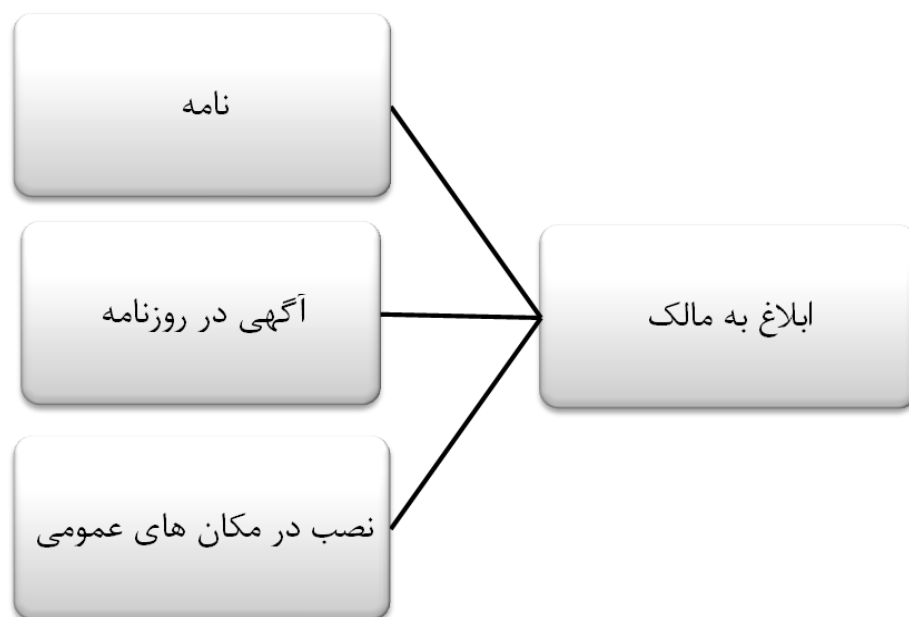 ابلاغ به مالک
نامه
آگهی در روزنامه
نصب در مکان های عمومی